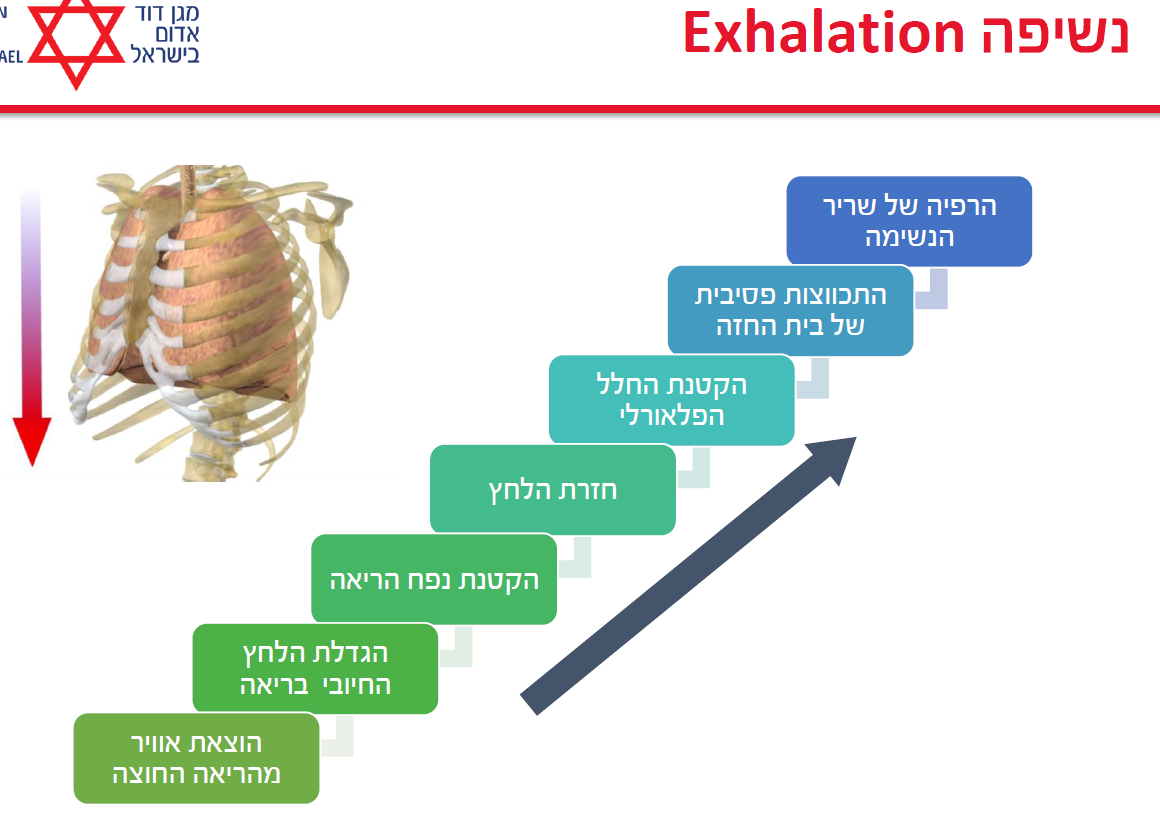 נשיפה Exhalation
מגן דוד
אדום
בישראל
N
AEL
הרפיה של שריר
הנשימה
התכווצות פסיבית
של בית החזה
הקטנת החלל
הפלאורלי
חזרת הלחץ
הקטנת נפח הריאה
הגדלת הלחץ
החיובי בריאה
הוצאת אוויר
מהריאה החוצה